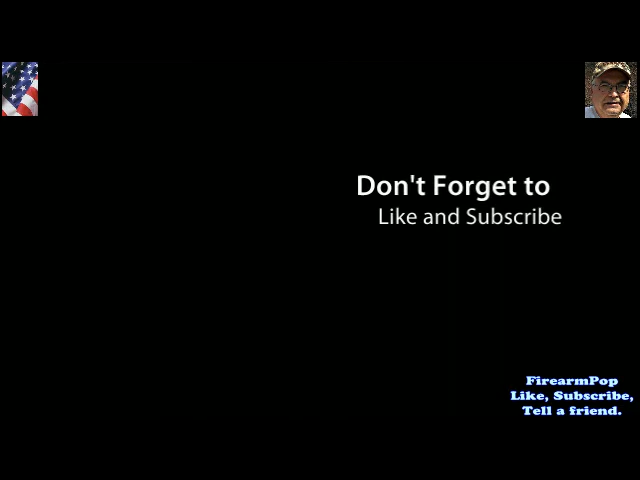 Don't Forget to
Like and Subscribe
FirearmPop
Like, Subscribe,
Tell a friend.